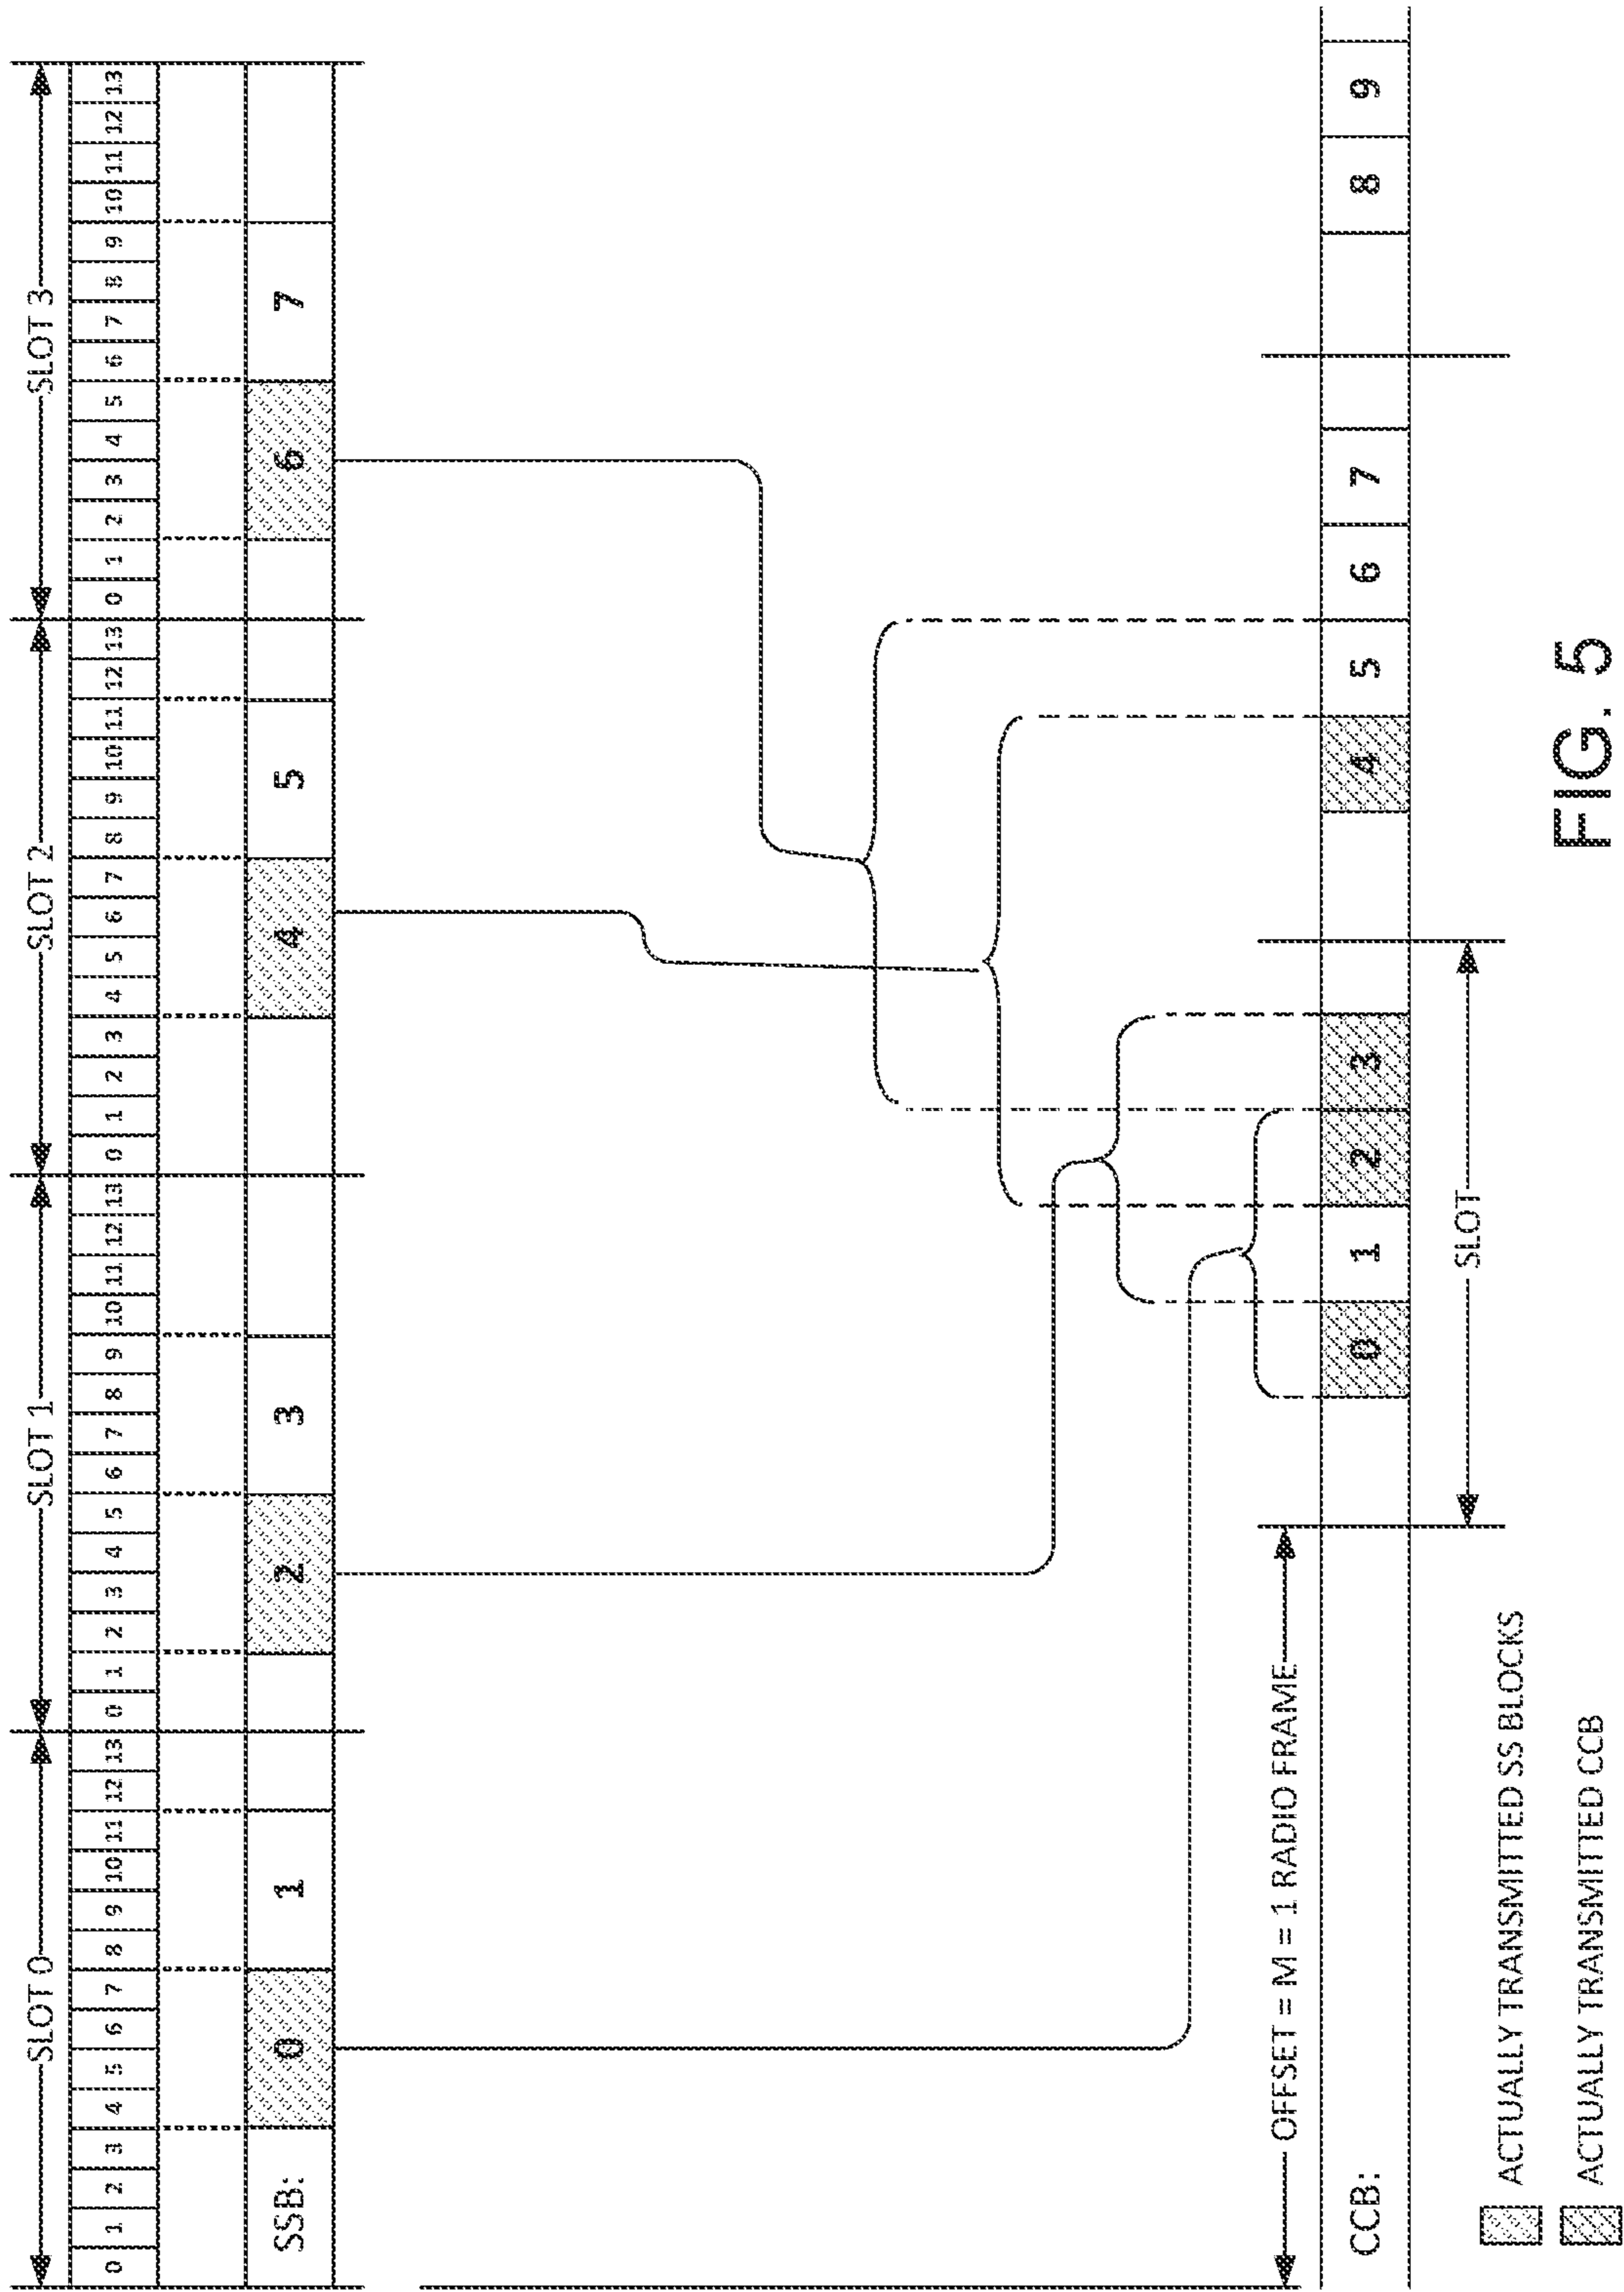 SLOT 0 SLOT 1 SLOT 2 SLOT 3
0 1 2 3 4 5 6 7 8 9 10 11 12 13 0 1 2 3 4 5 6 7 8 9 10 11 12 13 0 1 2 3 4 5 6 7 8 9 10 11 12 13 0 1 2 3 4 5 6 7 8 9 10 11 12 13
SSB: 0 1 2 3 4 5 6 7
OFFSET = M = 1 RADIO FRAME
CCB: 0 1 2 3 4 5 6 7 8 9
SLOT
ACTUALLY TRANSMITTED SS BLOCKS
ACTUALLY TRANSMITTED CCB
FIG. 5